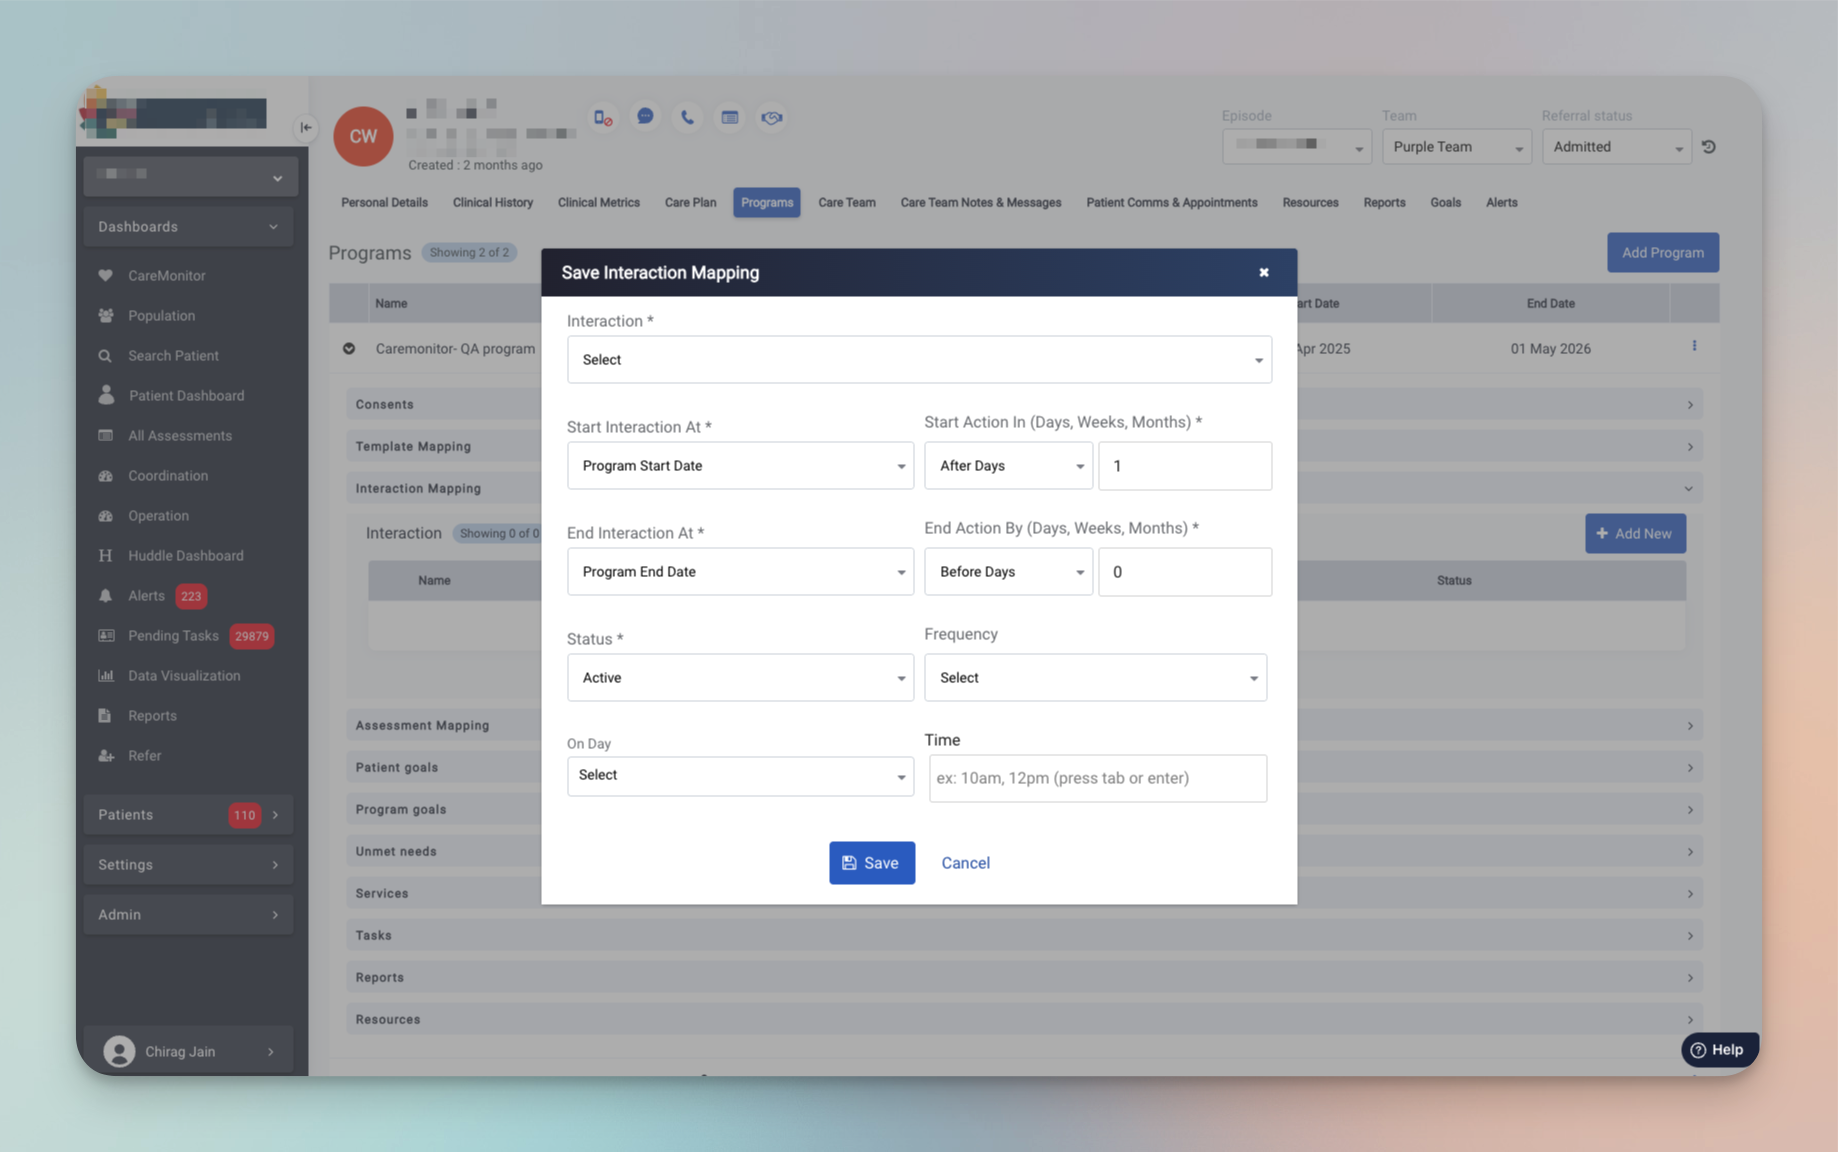 CW
Created : 2 months ago
Episode
Team
Referral status
Purple Team
Admitted
Personal Details
Clinical History
Clinical Metrics
Care Plan
Programs
Care Team
Care Team Notes & Messages
Patient Comms & Appointments
Resources
Reports
Goals
Alerts
Dashboards
CareMonitor
Population
Search Patient
Patient Dashboard
All Assessments
Coordination
Operation
Huddle Dashboard
Alerts 223
Pending Tasks 29879
Data Visualization
Reports
Refer
Patients 110
Settings
Admin
Chirag Jain
Programs Showing 2 of 2
Add Program
Name
art Date
End Date
Caremonitor- QA program
Apr 2025
01 May 2026
Consents
Template Mapping
Interaction Mapping
Interaction Showing 0 of 0
+ Add New
Name
Status
Assessment Mapping
Patient goals
Program goals
Unmet needs
Services
Tasks
Reports
Resources
Save Interaction Mapping
Interaction *
Select
Start Interaction At *
Start Action In (Days, Weeks, Months) *
Program Start Date
After Days
1
End Interaction At *
End Action By (Days, Weeks, Months) *
Program End Date
Before Days
0
Status *
Frequency
Active
Select
On Day
Time
Select
ex: 10am, 12pm (press tab or enter)
Save
Cancel
Help